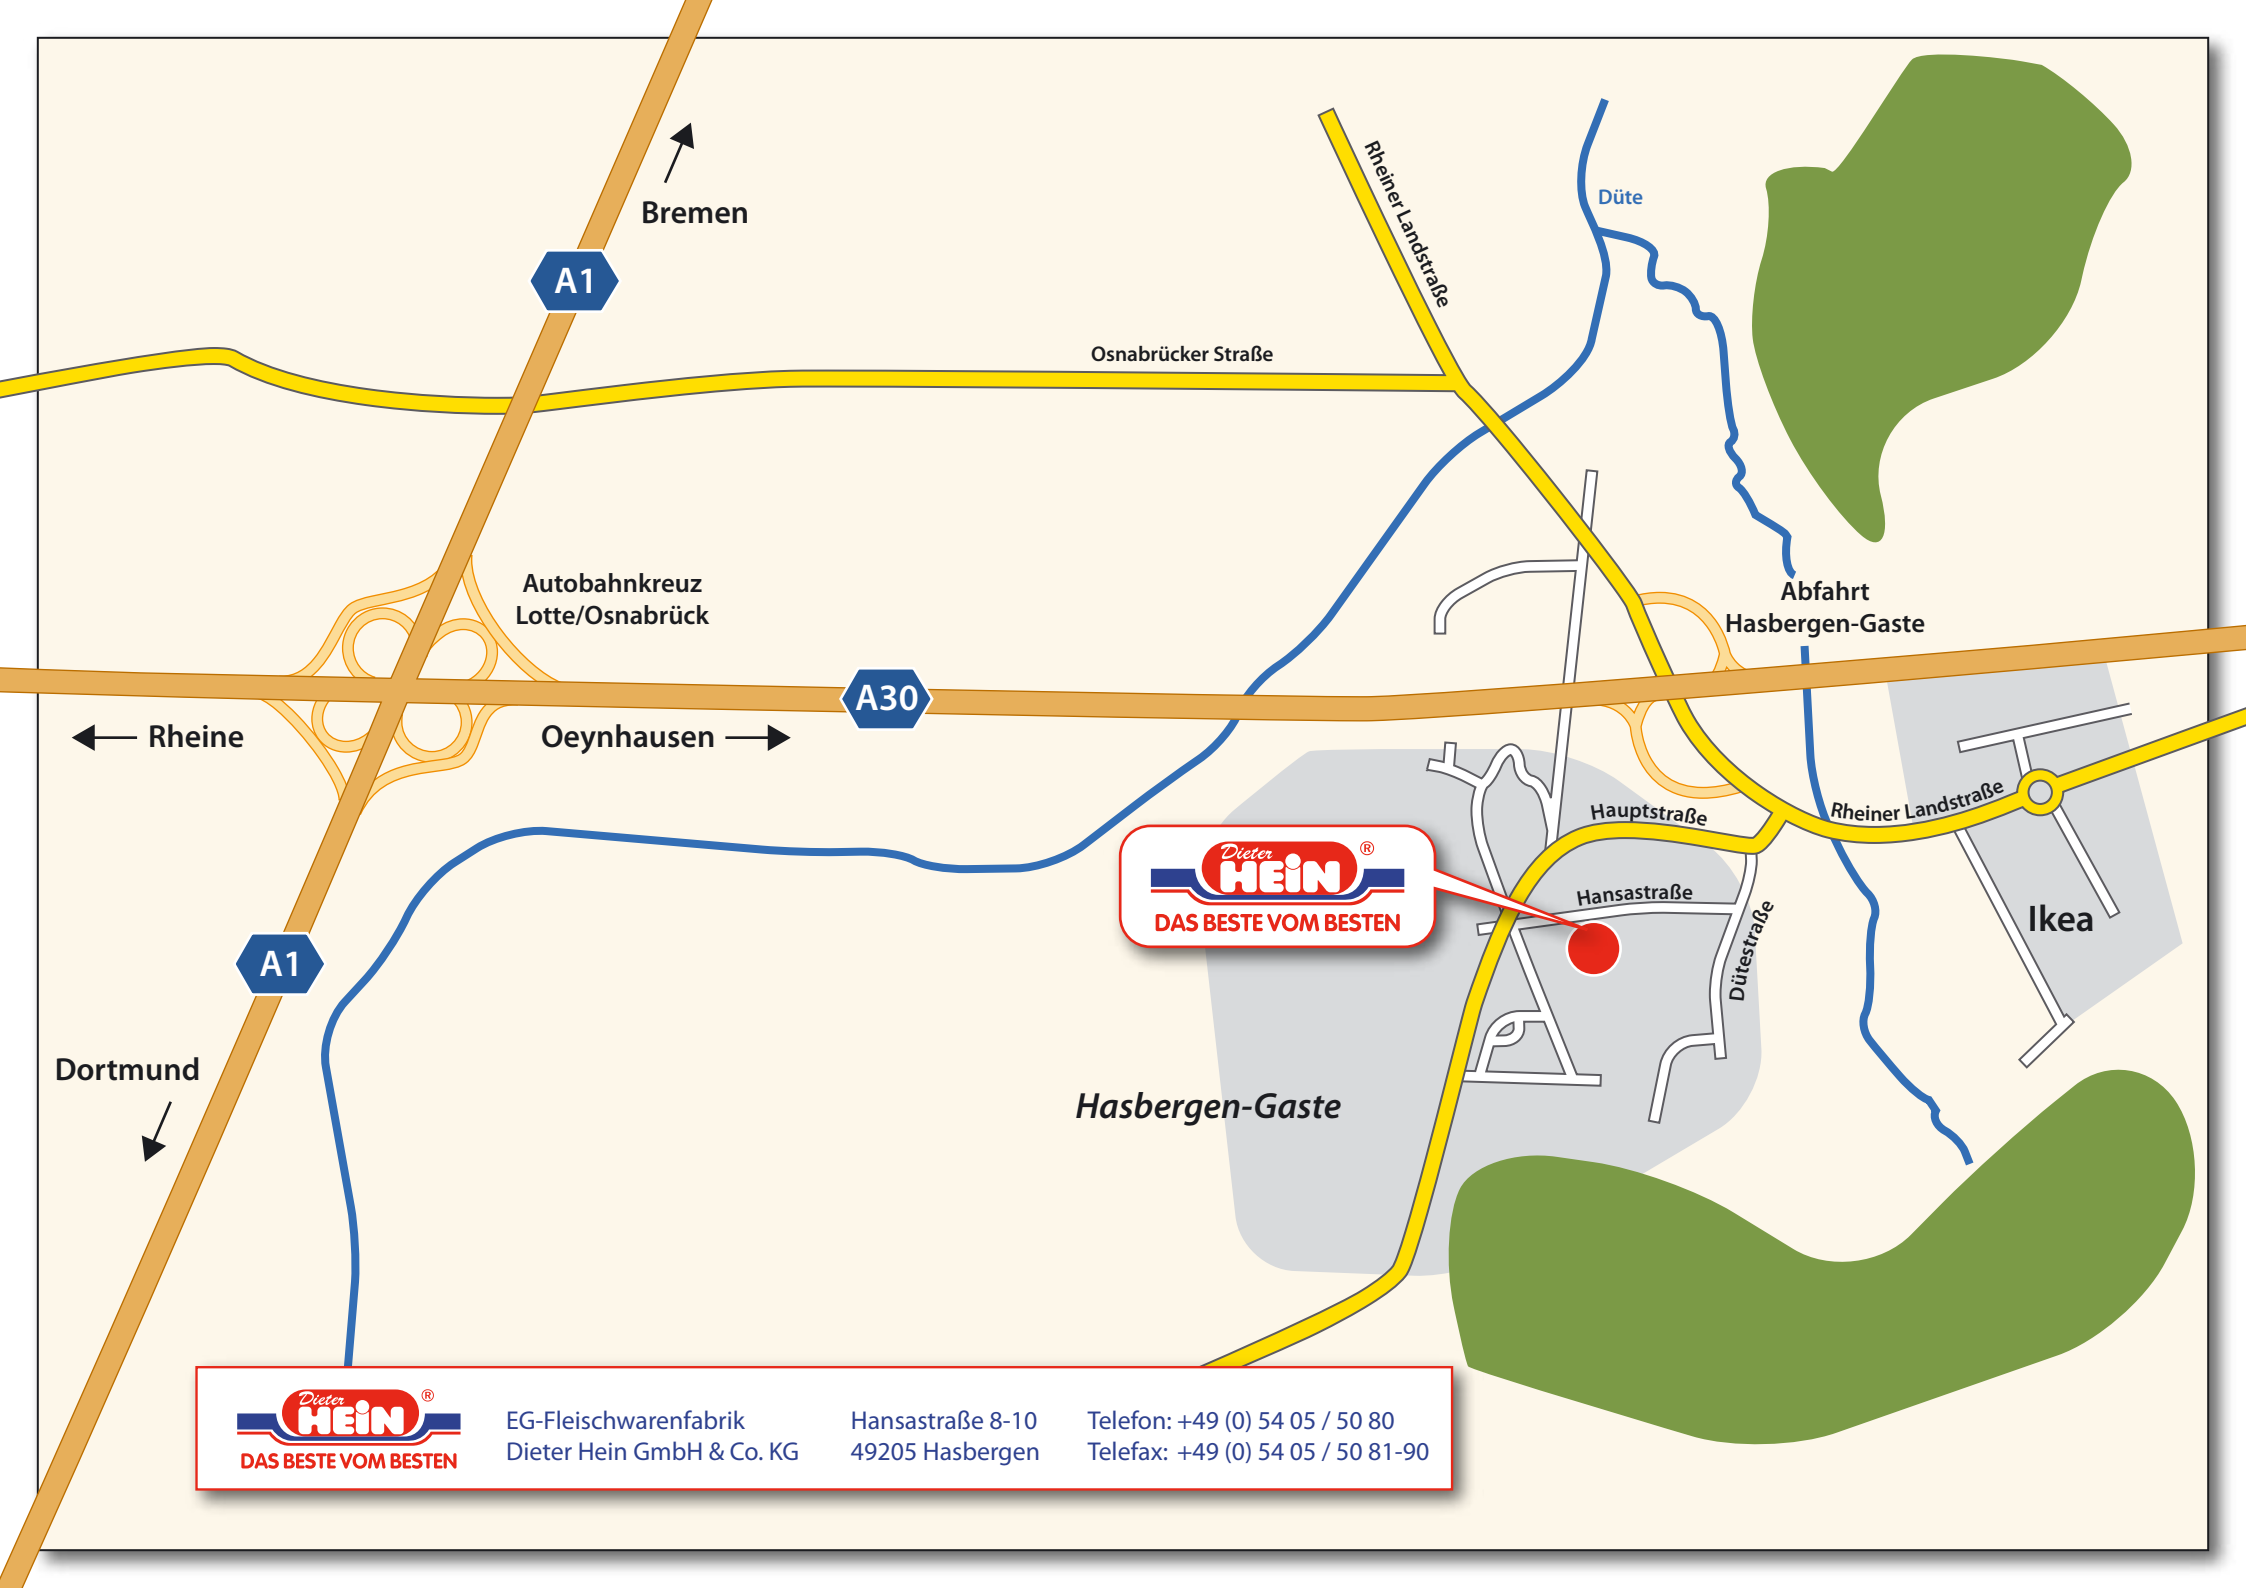 Bremen
A1
Rheiner Landstraße
Düte
Osnabrücker Straße
Autobahnkreuz
Lotte/Osnabrück
Abfahrt
Hasbergen-Gaste
A30
Rheine
Oeynhausen
Hauptstraße
Rheiner Landstraße
Dieter
HEiN ®
DAS BESTE VOM BESTEN
Hansastraße
Dütestraße
Ikea
A1
Dortmund
Hasbergen-Gaste
Dieter
HEiN ®
DAS BESTE VOM BESTEN
EG-Fleischwarenfabrik
Dieter Hein GmbH & Co. KG
Hansastraße 8-10
49205 Hasbergen
Telefon: +49 (0) 54 05 / 50 80
Telefax: +49 (0) 54 05 / 50 81-90